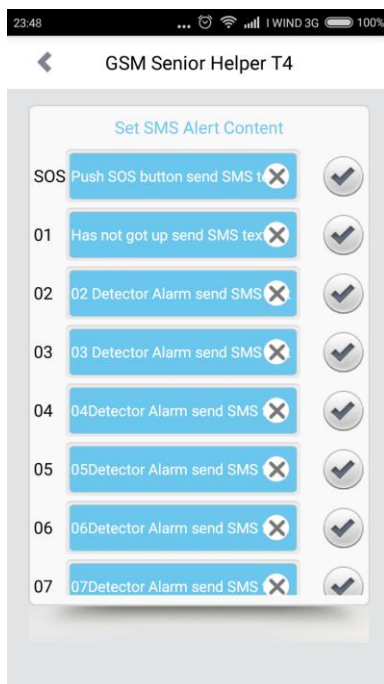 23:48 ... I WIND 3G 100%
GSM Senior Helper T4
Set SMS Alert Content
SOS Push SOS button send SMS
01 Has not got up send SMS tex
02 02 Detector Alarm send SMS
03 03 Detector Alarm send SMS
04 04Detector Alarm send SMS
05 05Detector Alarm send SMS
06 06Detector Alarm send SMS
07 07Detector Alarm send SMS